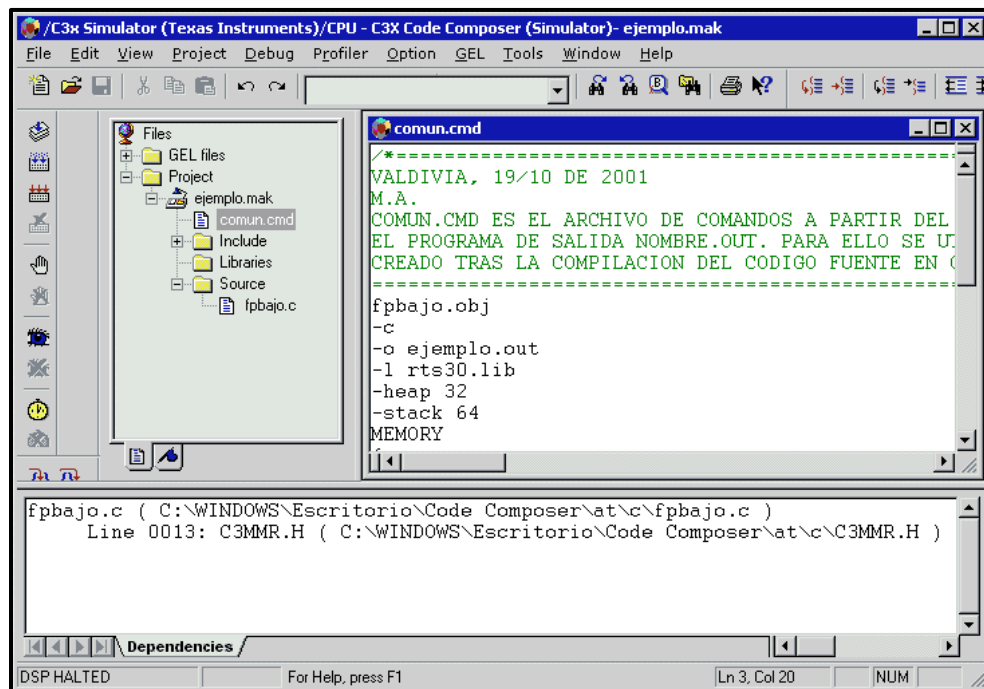 /C3x Simulator (Texas Instruments)/CPU - C3X Code Composer (Simulator)- ejemplo.mak
File Edit View Project Debug Profiler Option GEL Tools Window Help
Files
GEL files
Project
ejemplo.mak
comun.cmd
Include
Libraries
Source
fpbajo.c
comun.cmd
/*==============================================
VALDIVIA, 19/10 DE 2001
M.A.
COMUN.CMD ES EL ARCHIVO DE COMANDOS A PARTIR DEL
EL PROGRAMA DE SALIDA NOMBRE.OUT. PARA ELLO SE
CREADO TRAS LA COMPILACION DEL CODIGO FUENTE EN
================================================
fpbajo.obj
-c
-o ejemplo.out
-l rts30.lib
-heap 32
-stack 64
MEMORY
fpbajo.c ( C:\WINDOWS\Escritorio\Code Composer\at\c\fpbajo.c )
Line 0013: C3MMR.H ( C:\WINDOWS\Escritorio\Code Composer\at\c\C3MMR.H )
Dependencies
DSP HALTED For Help, press F1 Ln 3, Col 20 NUM